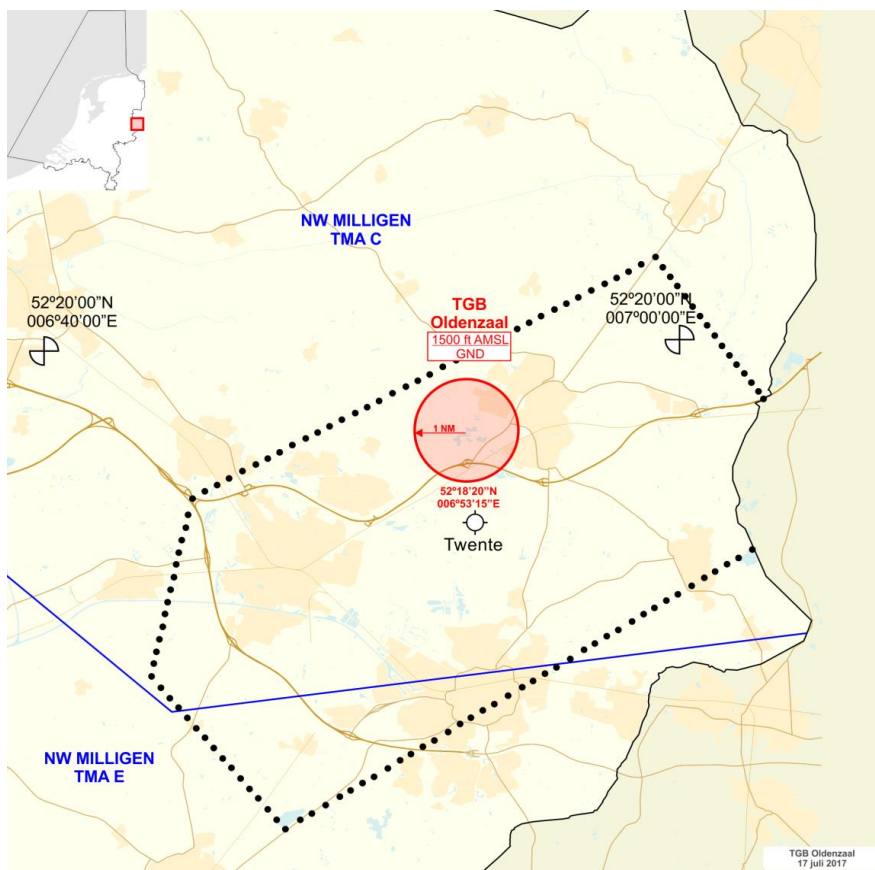 NW MILLIGEN
TMA C
52º20'00"N
006º40'00"E
52º20'00"N
007º00'00"E
TGB
Oldenzaal
1500 ft AMSL
GND
1 NM
52º18'20"N
006º53'15"E
Twente
NW MILLIGEN
TMA E
TGB Oldenzaal
17 juli 2017